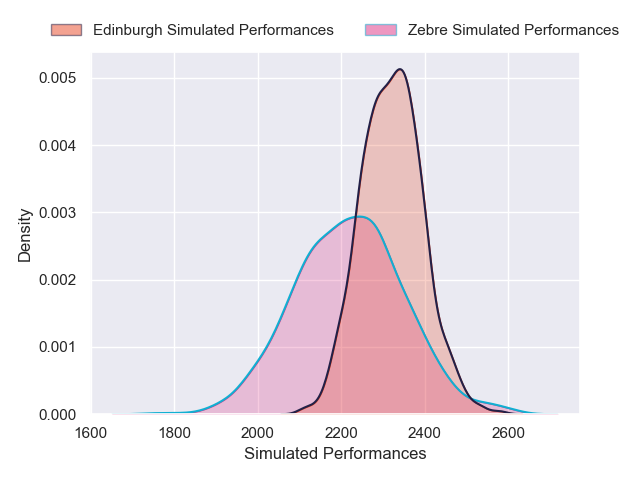 Edinburgh Simulated Performances
Zebre Simulated Performances
0.005
0.004
0.003
0.002
0.001
0.000
Density
1600 1800 2000 2200 2400 2600
Simulated Performances